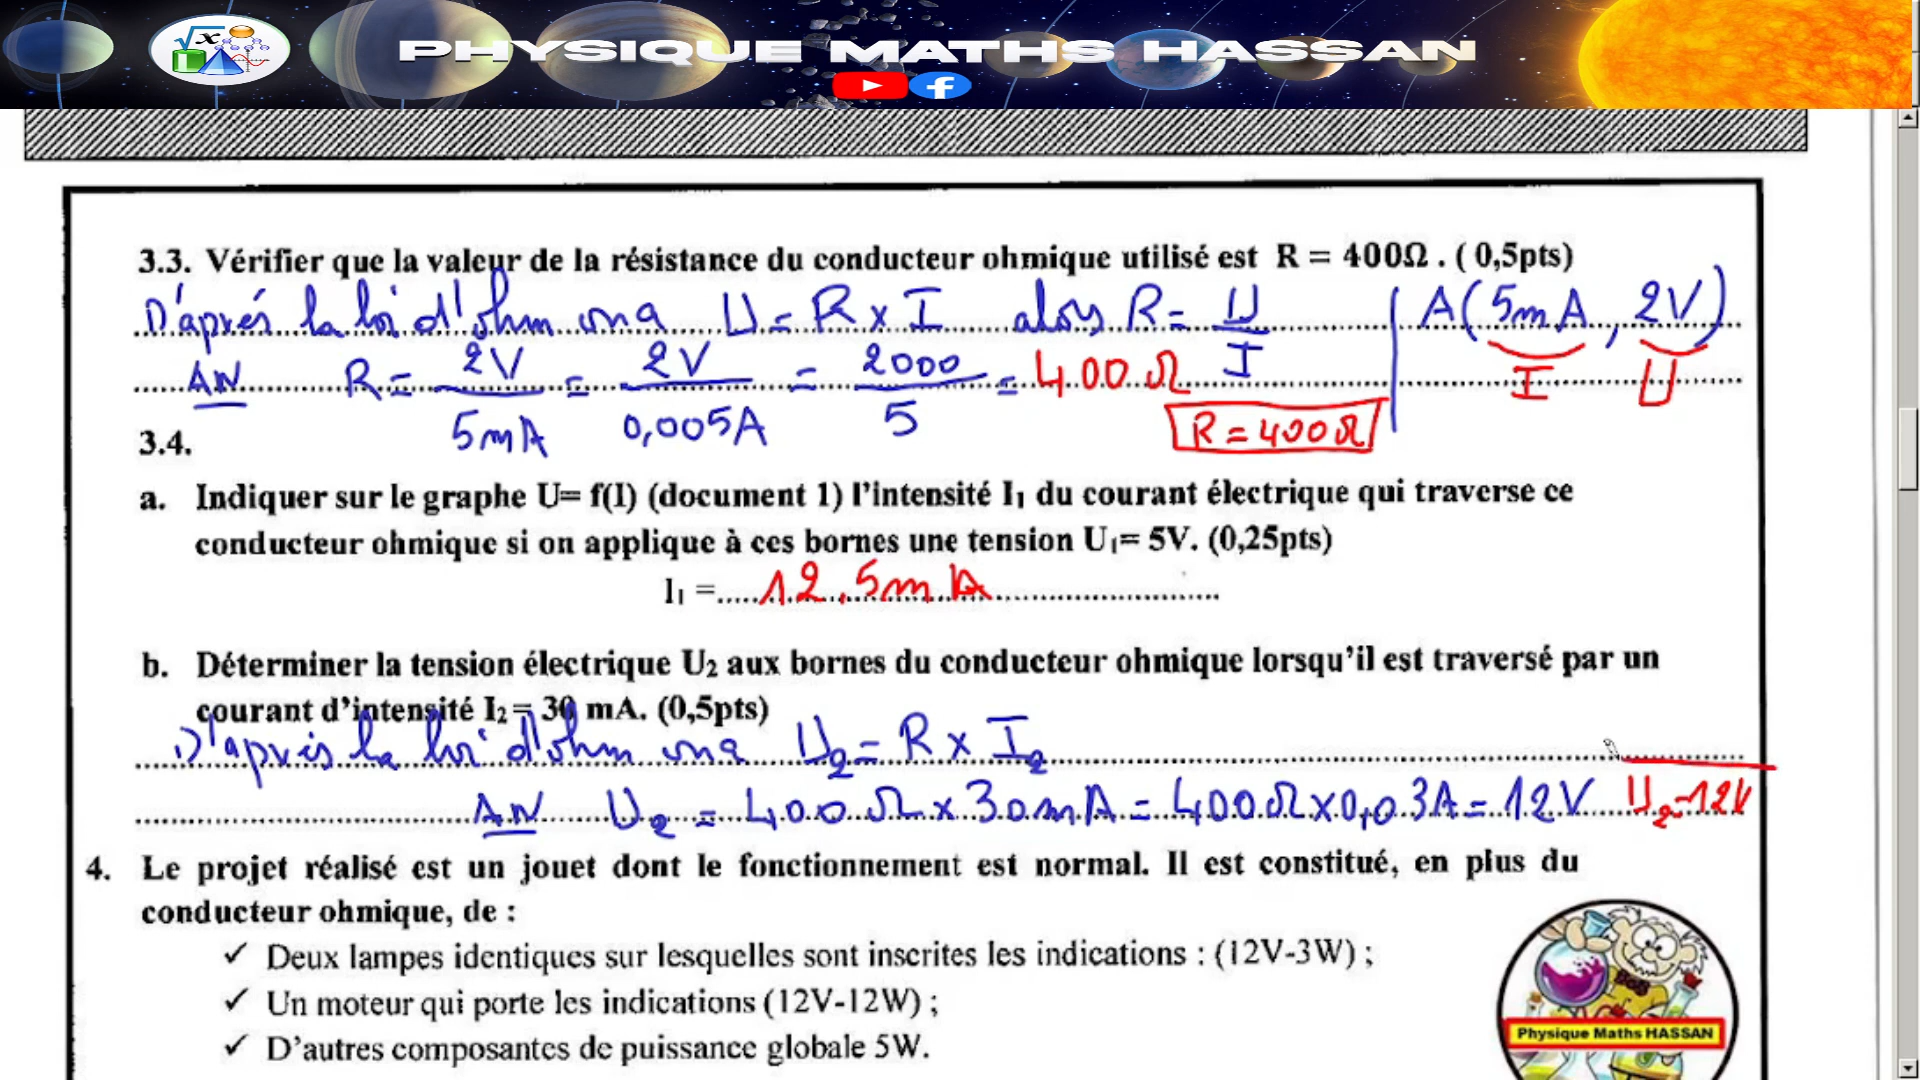 PHYSIQUE MATHS HASSAN
3.3. Vérifier que la valeur de la résistance du conductcur ohmique utilisé est R = 400Ω . ( 0,5pts)
D'après la loi d'ohm on a U = R x I alors R = U/I | A( 5mA , 2V)
I U
AN R = 2V/5mA = 2V/0,005A = 2000/5 = 400 Ω
R = 400Ω
3.4.
a. Indiquer sur le graphe U= f(I) (document 1) l'intensité I₁ du courant électrique qui traverse ce
conducteur ohmique si on applique à ces bornes une tension U₁= 5V. (0,25pts)
I₁ =..... 12,5mA
b. Déterminer la tension électrique U₂ aux bornes du conducteur ohmique lorsqu'il est traversé par un
courant d'intensité I₂ = 30 mA. (0,5pts)
D'après la loi d'ohm on a U₂ = R x I₂
AN U₂ = 400Ω x 30mA = 400Ω x 0,03A = 12V U₂=12V
4. Le projet réalisé est un jouet dont le fonctionnement est normal. Il est constitué, en plus du
conducteur ohmique, de :
✓ Deux lampes identiques sur lesquelles sont inscrites les indications : (12V-3W) ;
✓ Un moteur qui porte les indications (12V-12W) ;
✓ D'autres composantes de puissance globale 5W.
Physique Maths HASSAN